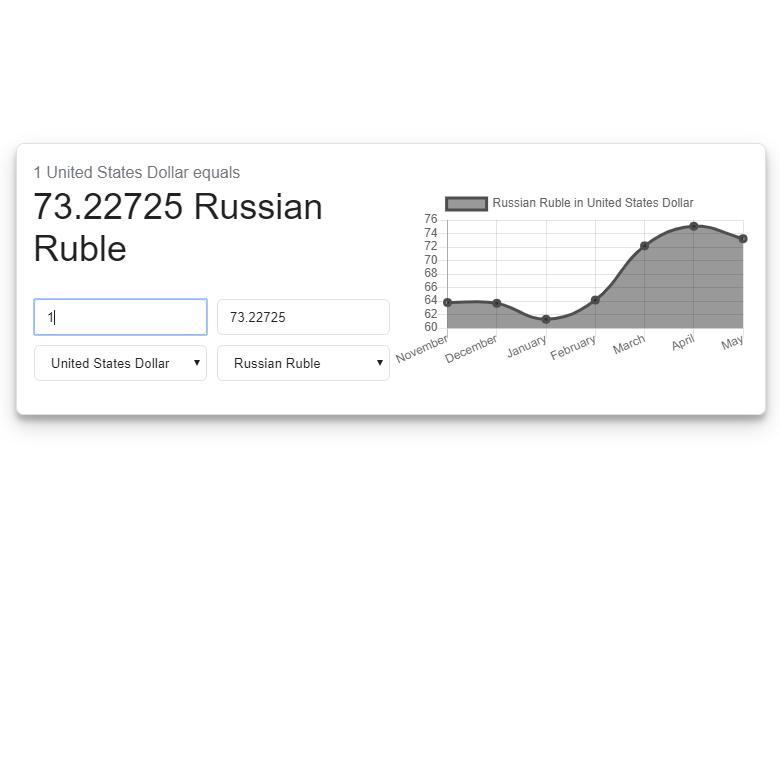 1 United States Dollar equals
73.22725 Russian
Ruble
1
73.22725
United States Dollar
Russian Ruble
Russian Ruble in United States Dollar
76
74
72
70
68
66
64
62
60
November
December
January
February
March
April
May